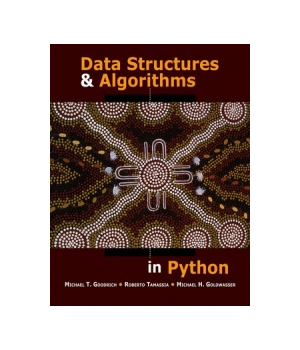 Data Structures
& Algorithms
in Python
MICHAEL T. GOODRICH • ROBERTO TAMASSIA • MICHAEL H. GOLDWASSER